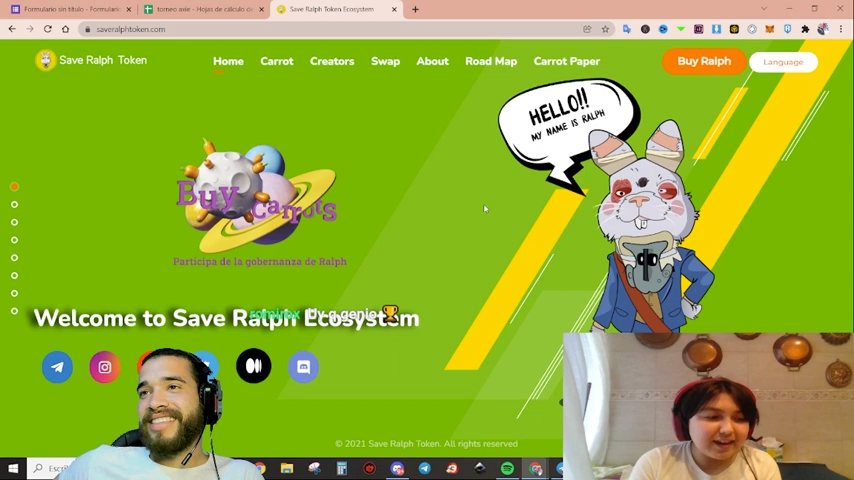 Formulario sin título - Formulario
torneo axie - Hojas de cálculo de
Save Ralph Token Ecosystem
saveralphtoken.com
Save Ralph Token
Home
Carrot
Creators
Swap
About
Road Map
Carrot Paper
Buy Ralph
Language
HELLO!!
MY NAME IS RALPH
Buy
Carrots
Participa de la gobernanza de Ralph
Welcome to Save Ralph Ecosystem
© 2021 Save Ralph Token. All rights reserved